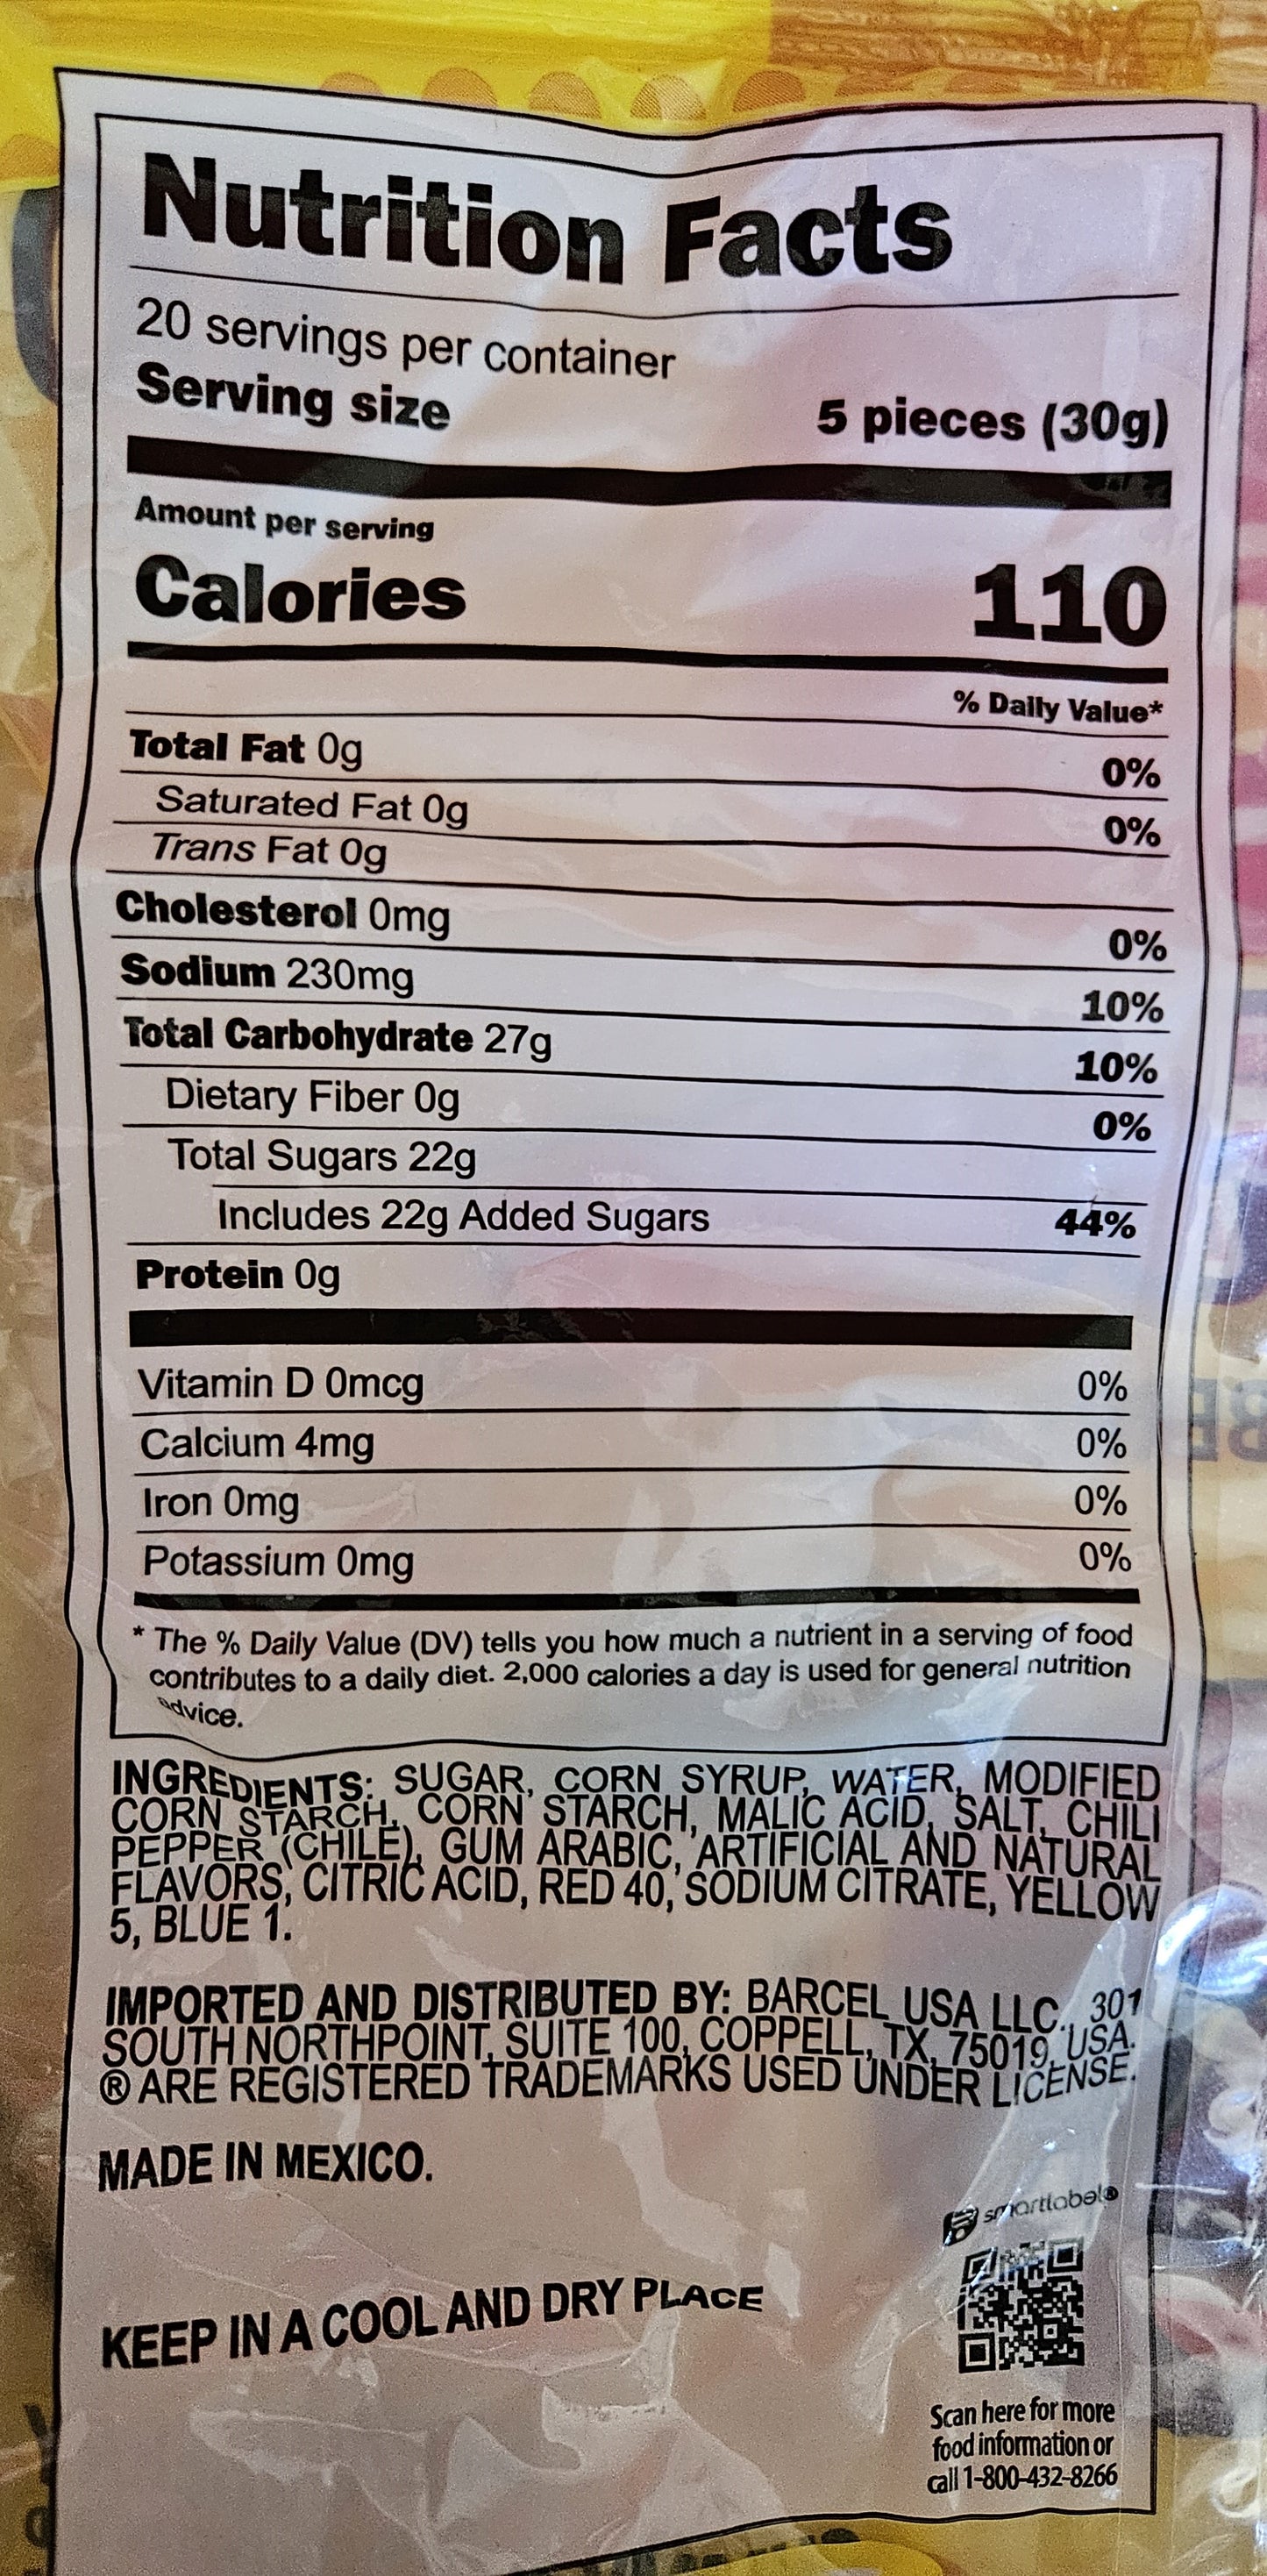 Nutrition Facts
20 servings per container
Serving size 5 pieces (30g)
Amount per serving
Calories 110
% Daily Value*
Total Fat 0g 0%
Saturated Fat 0g 0%
Trans Fat 0g
Cholesterol 0mg 0%
Sodium 230mg 10%
Total Carbohydrate 27g 10%
Dietary Fiber 0g 0%
Total Sugars 22g
Includes 22g Added Sugars 44%
Protein 0g
Vitamin D 0mcg 0%
Calcium 4mg 0%
Iron 0mg 0%
Potassium 0mg 0%
* The % Daily Value (DV) tells you how much a nutrient in a serving of food
contributes to a daily diet. 2,000 calories a day is used for general nutrition
advice.
INGREDIENTS: SUGAR, CORN SYRUP, WATER, MODIFIED
CORN STARCH, CORN STARCH, MALIC ACID, SALT, CHILI
PEPPER (CHILE), GUM ARABIC, ARTIFICIAL AND NATURAL
FLAVORS, CITRIC ACID, RED 40, SODIUM CITRATE, YELLOW
5, BLUE 1.
IMPORTED AND DISTRIBUTED BY: BARCEL USA LLC., 301
SOUTH NORTHPOINT, SUITE 100, COPPELL, TX, 75019, USA.
® ARE REGISTERED TRADEMARKS USED UNDER LICENSE.
MADE IN MEXICO.
smartlabel®
KEEP IN A COOL AND DRY PLACE
Scan here for more
food information or
call 1-800-432-8266